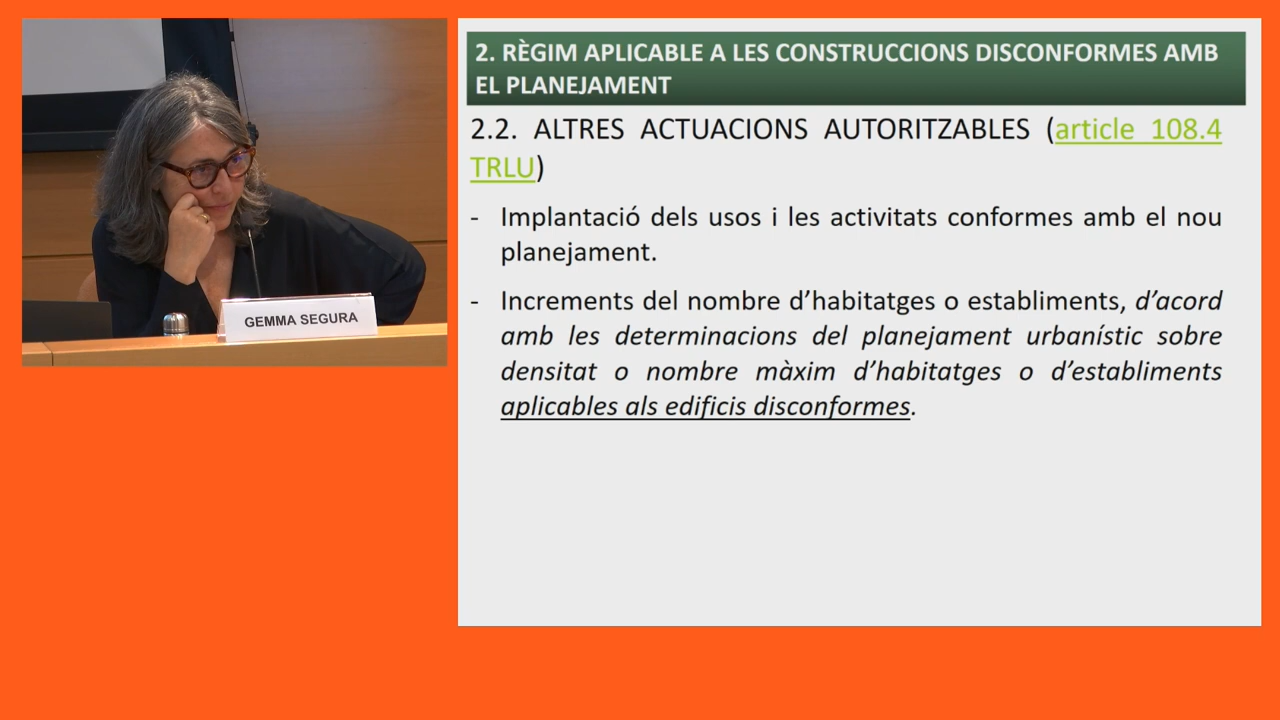 GEMMA SEGURA
2. RÈGIM APLICABLE A LES CONSTRUCCIONS DISCONFORMES AMB
EL PLANEJAMENT
2.2. ALTRES ACTUACIONS AUTORITZABLES (article 108.4
TRLU)
- Implantació dels usos i les activitats conformes amb el nou
planejament.
- Increments del nombre d’habitatges o establiments, d’acord
amb les determinacions del planejament urbanístic sobre
densitat o nombre màxim d’habitatges o d’establiments
aplicables als edificis disconformes.